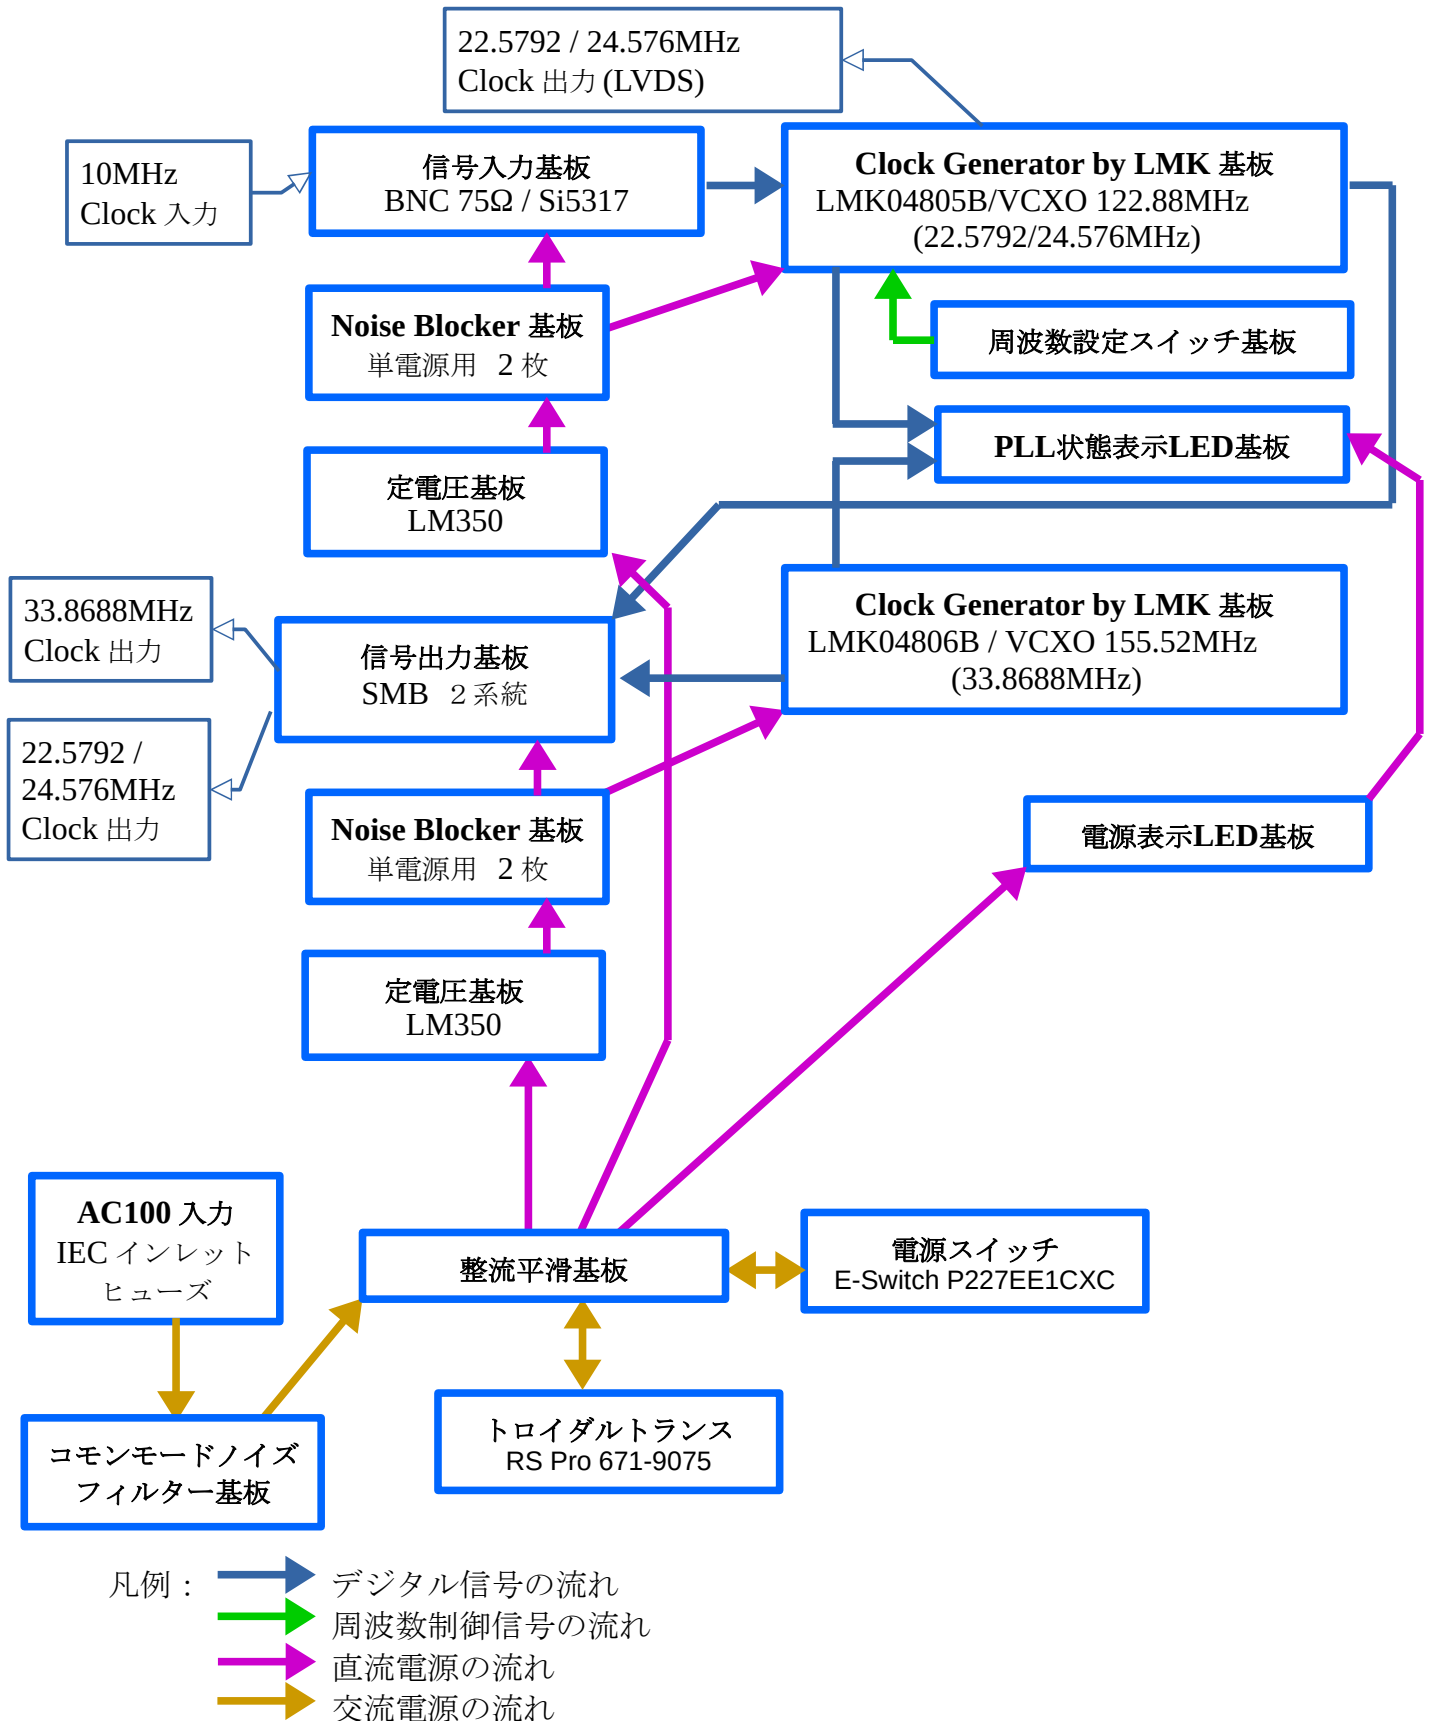 22.5792 / 24.576MHz
Clock 出力 (LVDS)
10MHz
Clock 入力
信号入力基板
BNC 75Ω / Si5317
Clock Generator by LMK 基板
LMK04805B/VCXO 122.88MHz
(22.5792/24.576MHz)
Noise Blocker 基板
単電源用 2 枚
周波数設定スイッチ基板
PLL状態表示LED基板
定電圧基板
LM350
33.8688MHz
Clock 出力
信号出力基板
SMB ２系統
Clock Generator by LMK 基板
LMK04806B / VCXO 155.52MHz
(33.8688MHz)
22.5792 /
24.576MHz
Clock 出力
Noise Blocker 基板
単電源用 2 枚
電源表示LED基板
定電圧基板
LM350
AC100 入力
IEC インレット
ヒューズ
整流平滑基板
電源スイッチ
E-Switch P227EE1CXC
コモンモードノイズ
フィルター基板
トロイダルトランス
RS Pro 671-9075
凡例：
デジタル信号の流れ
周波数制御信号の流れ
直流電源の流れ
交流電源の流れ